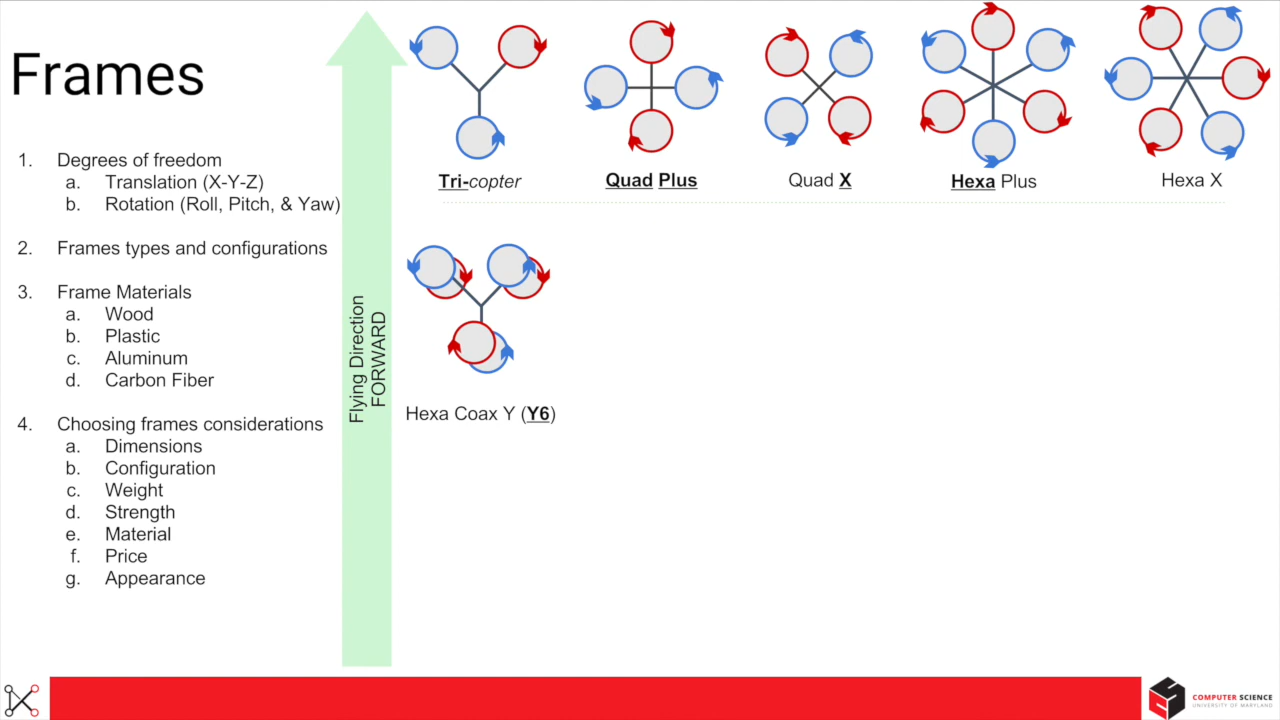 Frames
1. Degrees of freedom
a. Translation (X-Y-Z)
b. Rotation (Roll, Pitch, & Yaw)
2. Frames types and configurations
3. Frame Materials
a. Wood
b. Plastic
c. Aluminum
d. Carbon Fiber
4. Choosing frames considerations
a. Dimensions
b. Configuration
c. Weight
d. Strength
e. Material
f. Price
g. Appearance
Flying Direction
FORWARD
Tri-copter
Quad Plus
Quad X
Hexa Plus
Hexa X
Hexa Coax Y (Y6)
COMPUTER SCIENCE
UNIVERSITY OF MARYLAND